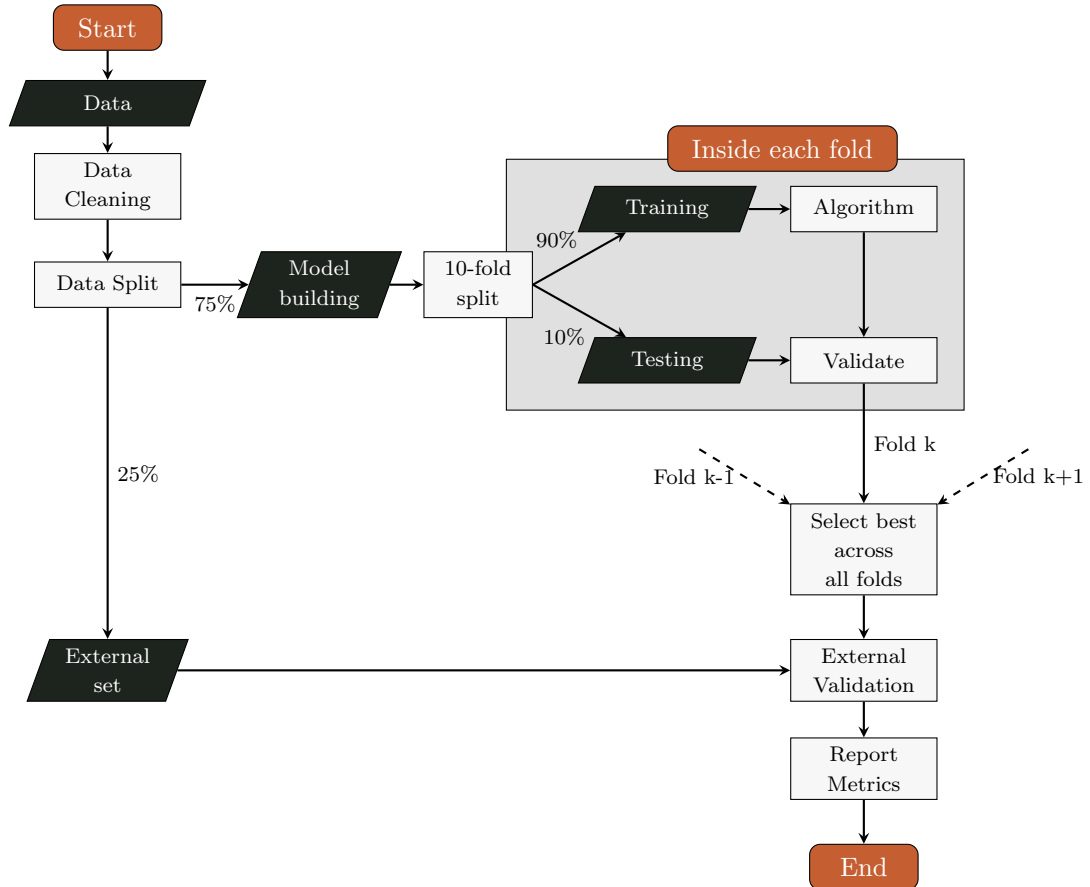 Start
Data
Data
Cleaning
Data Split
75%
Model
building
10-fold
split
Inside each fold
90%
Training
Algorithm
10%
Testing
Validate
Fold k
Fold k-1
Fold k+1
25%
Select best
across
all folds
External
set
External
Validation
Report
Metrics
End